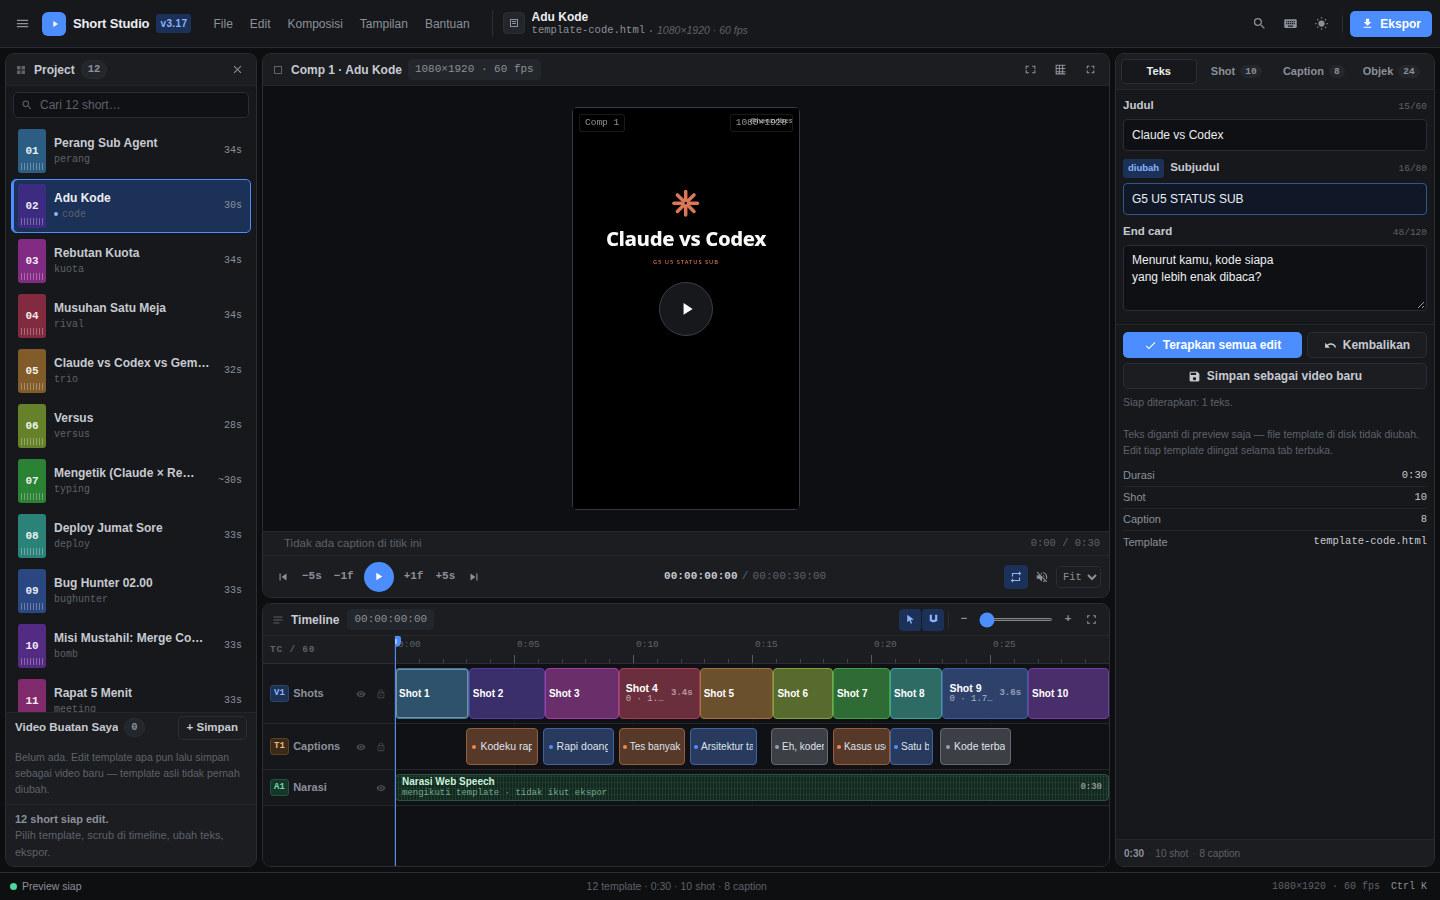 Short Studio v3.17 File Edit Komposisi Tampilan Bantuan
Adu Kode
template-code.html · 1080×1920 · 60 fps
Ekspor
Project 12
Cari 12 short…
01 Perang Sub Agent 34s
perang
02 Adu Kode 30s
code
03 Rebutan Kuota 34s
kuota
04 Musuhan Satu Meja 34s
rival
05 Claude vs Codex vs Gem… 32s
trio
06 Versus 28s
versus
07 Mengetik (Claude × Re… ~30s
typing
08 Deploy Jumat Sore 33s
deploy
09 Bug Hunter 02.00 33s
bughunter
10 Misi Mustahil: Merge Co… 33s
bomb
11 Rapat 5 Menit 33s
meeting
Video Buatan Saya 0 + Simpan
Belum ada. Edit template apa pun lalu simpan
sebagai video baru — template asli tidak pernah
diubah.
12 short siap edit.
Pilih template, scrub di timeline, ubah teks,
ekspor.
Comp 1 · Adu Kode 1080×1920 · 60 fps
Comp 1
1080×1920
Claude vs Codex
G5 U5 STATUS SUB
Tidak ada caption di titik ini 0:00 / 0:30
−5s −1f +1f +5s 00:00:00:00 / 00:00:30:00 Fit
Timeline 00:00:00:00 − +
TC / 60 0:00 0:05 0:10 0:15 0:20 0:25
V1 Shots Shot 1 Shot 2 Shot 3 Shot 4 3.4s Shot 5 Shot 6 Shot 7 Shot 8 Shot 9 3.6s Shot 10
0 · 1.… 0 · 1.7…
T1 Captions Kodeku rap Rapi doang Tes banyak Arsitektur ta Eh, koder Kasus us Satu b Kode terba
A1 Narasi Narasi Web Speech 0:30
mengikuti template · tidak ikut ekspor
Teks Shot 10 Caption 8 Objek 24
Judul 15/60
Claude vs Codex
diubah Subjudul 16/80
G5 U5 STATUS SUB
End card 48/120
Menurut kamu, kode siapa
yang lebih enak dibaca?
Terapkan semua edit Kembalikan
Simpan sebagai video baru
Siap diterapkan: 1 teks.
Teks diganti di preview saja — file template di disk tidak diubah.
Edit tiap template diingat selama tab terbuka.
Durasi 0:30
Shot 10
Caption 8
Template template-code.html
0:30 · 10 shot · 8 caption
Preview siap 12 template · 0:30 · 10 shot · 8 caption 1080×1920 · 60 fps Ctrl K